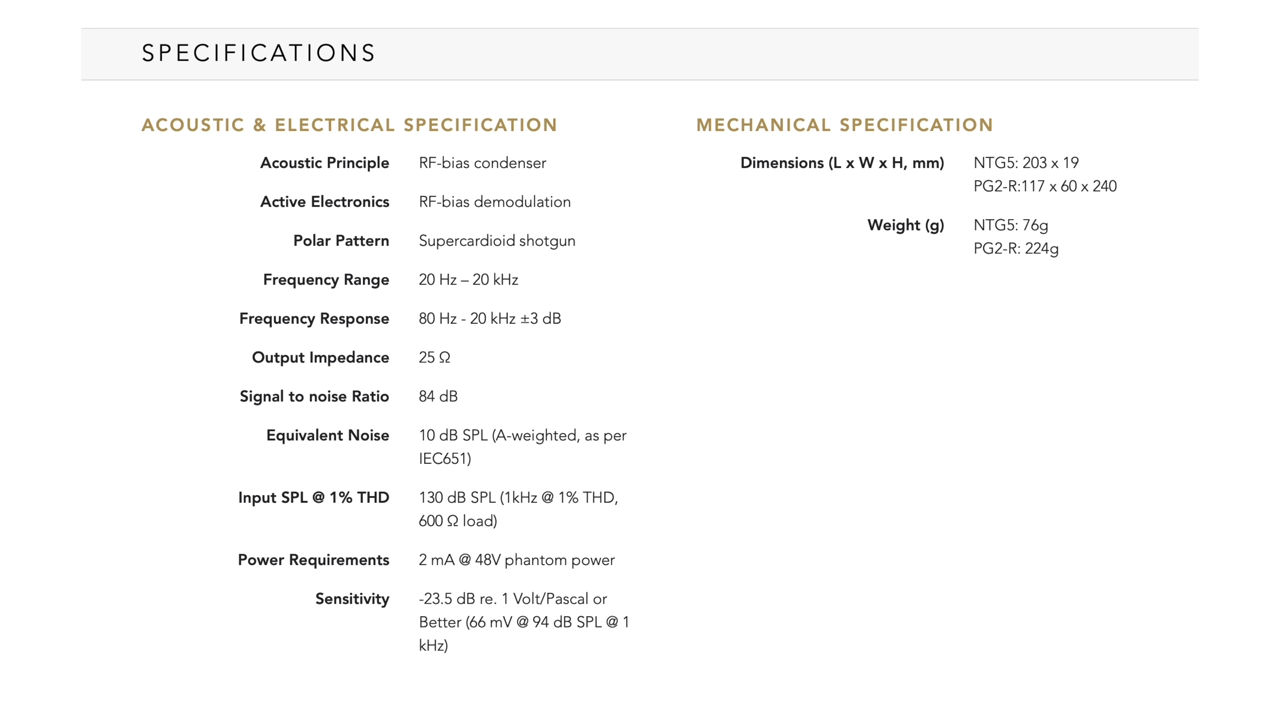 SPECIFICATIONS
ACOUSTIC & ELECTRICAL SPECIFICATION
Acoustic Principle RF-bias condenser
Active Electronics RF-bias demodulation
Polar Pattern Supercardioid shotgun
Frequency Range 20 Hz – 20 kHz
Frequency Response 80 Hz - 20 kHz ±3 dB
Output Impedance 25 Ω
Signal to noise Ratio 84 dB
Equivalent Noise 10 dB SPL (A-weighted, as per
IEC651)
Input SPL @ 1% THD 130 dB SPL (1kHz @ 1% THD,
600 Ω load)
Power Requirements 2 mA @ 48V phantom power
Sensitivity -23.5 dB re. 1 Volt/Pascal or
Better (66 mV @ 94 dB SPL @ 1
kHz)
MECHANICAL SPECIFICATION
Dimensions (L x W x H, mm) NTG5: 203 x 19
PG2-R:117 x 60 x 240
Weight (g) NTG5: 76g
PG2-R: 224g